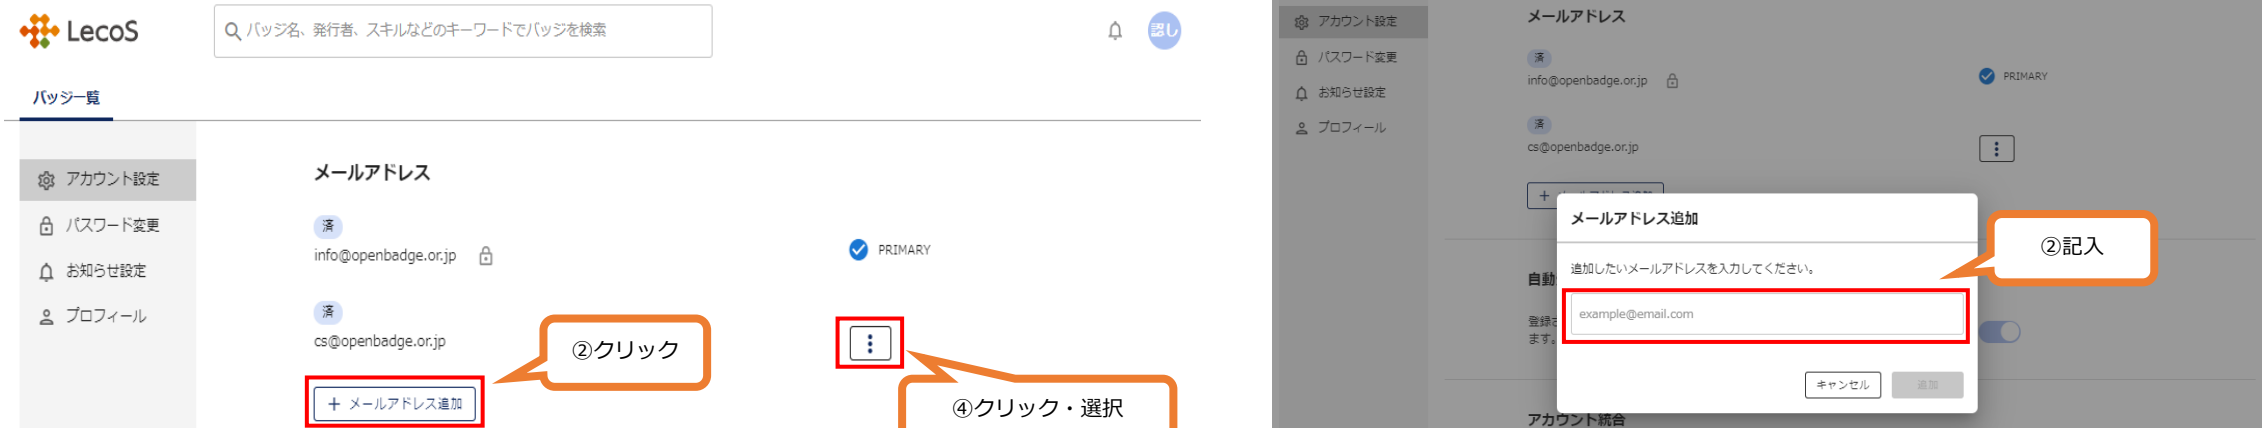 LecoS
バッジ名、発行者、スキルなどのキーワードでバッジを検索
認し
バッジ一覧
アカウント設定
パスワード変更
お知らせ設定
プロフィール
メールアドレス
済
info@openbadge.or.jp
PRIMARY
済
cs@openbadge.or.jp
②クリック
＋ メールアドレス追加
④クリック・選択
アカウント設定
パスワード変更
お知らせ設定
プロフィール
メールアドレス
済
info@openbadge.or.jp
PRIMARY
済
cs@openbadge.or.jp
＋
メールアドレス追加
追加したいメールアドレスを入力してください。
example@email.com
キャンセル
追加
②記入
自動
登録
ます。
アカウント統合